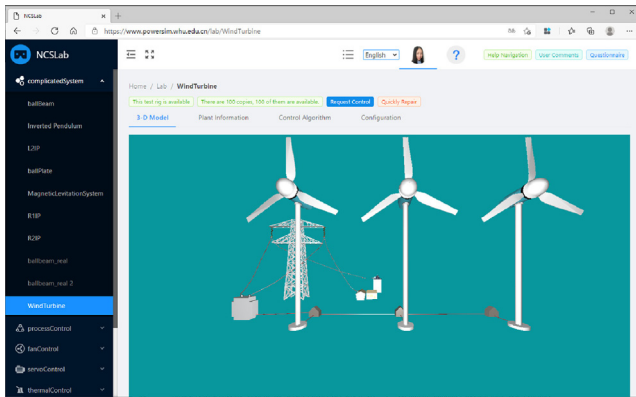 NCSLab
https://www.powersim.whu.edu.cn/lab/WindTurbine
NCSLab
English
?
Help Navigation
User Comments
Questionnaire
complicatedSystem
ballBeam
Inverted Pendulum
L2IP
ballPlate
MagneticLevitationSystem
R1IP
R2IP
ballbeam_real
ballbeam_real 2
WindTurbine
processControl
fanControl
servoControl
thermalControl
Home / Lab / WindTurbine
This test rig is available
There are 100 copies, 100 of them are available.
Request Control
Quickly Repair
3-D Model
Plant Information
Control Algorithm
Configuration